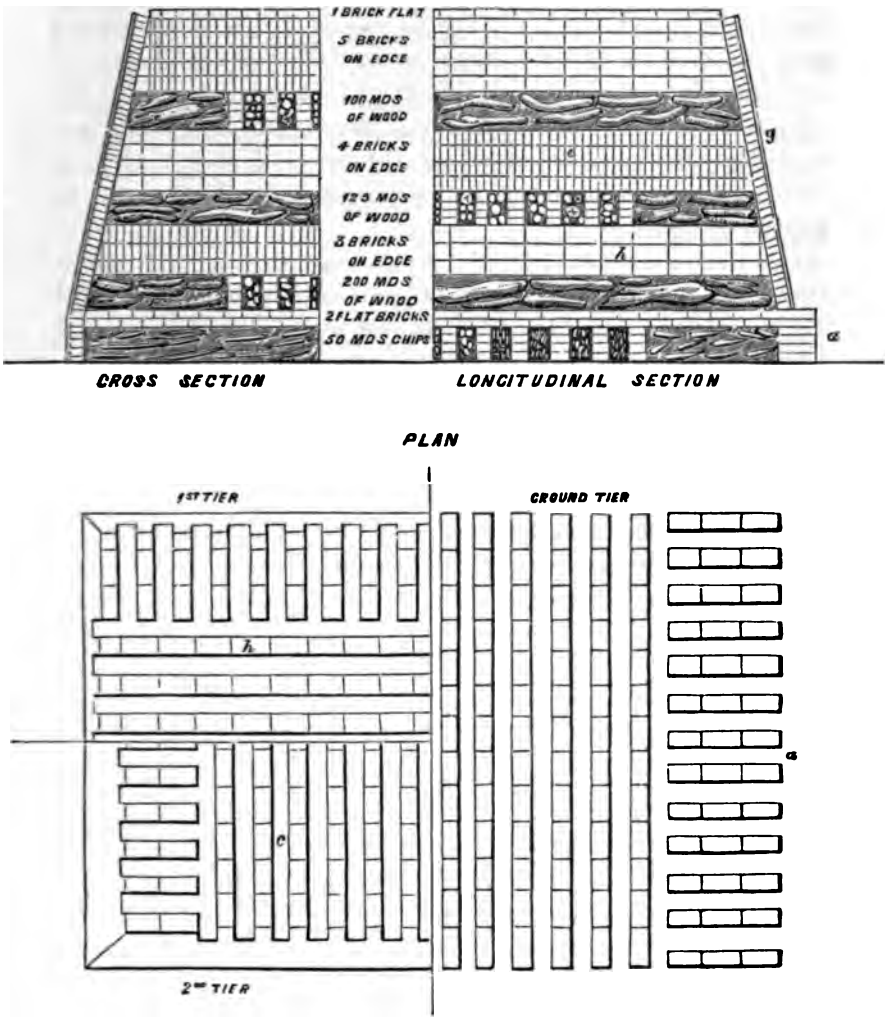 1 BRICK FLAT
5 BRICKS
ON EDGE
100 MDS
OF WOOD
g
4 BRICKS
ON EDGE
e
125 MDS
OF WOOD
3 BRICKS
ON EDGE
h
200 MDS
OF WOOD
2 FLAT BRICKS
50 MDS CHIPS
a
CROSS SECTION
LONGITUDINAL SECTION
PLAN
1ST TIER
GROUND TIER
h
a
c
2ND TIER